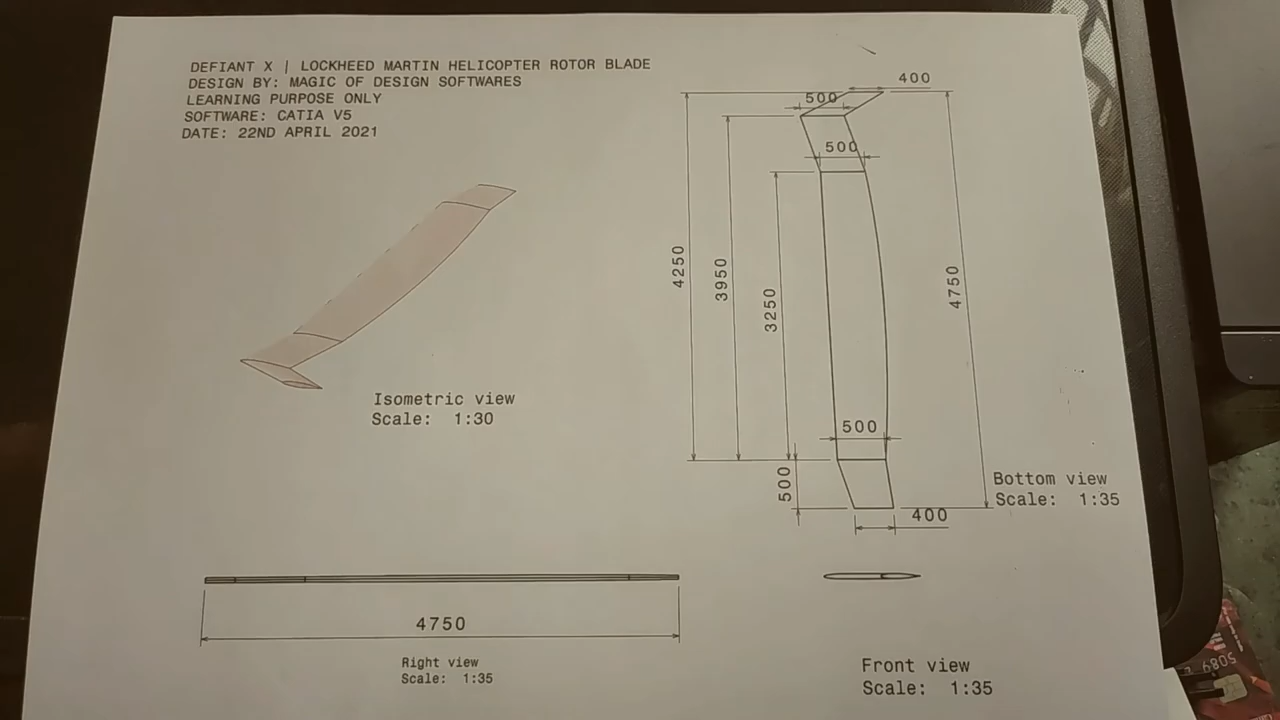 DEFIANT X | LOCKHEED MARTIN HELICOPTER ROTOR BLADE
DESIGN BY: MAGIC OF DESIGN SOFTWARES
LEARNING PURPOSE ONLY
SOFTWARE: CATIA V5
DATE: 22ND APRIL 2021
400
500
500
4250
3950
3250
4750
Isometric view
Scale: 1:30
500
500
Bottom view
Scale: 1:35
400
4750
Right view
Scale: 1:35
Front view
Scale: 1:35
5089